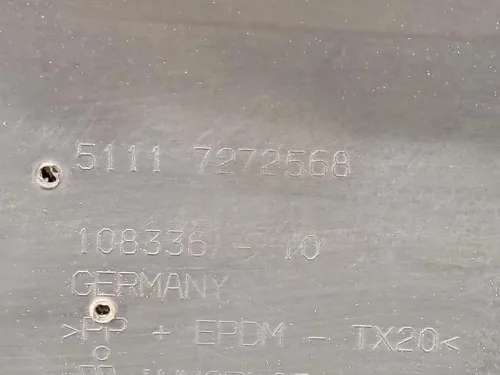 5111 7272568
108336 - 10
GERMANY
>PP + EPDM - TX20<